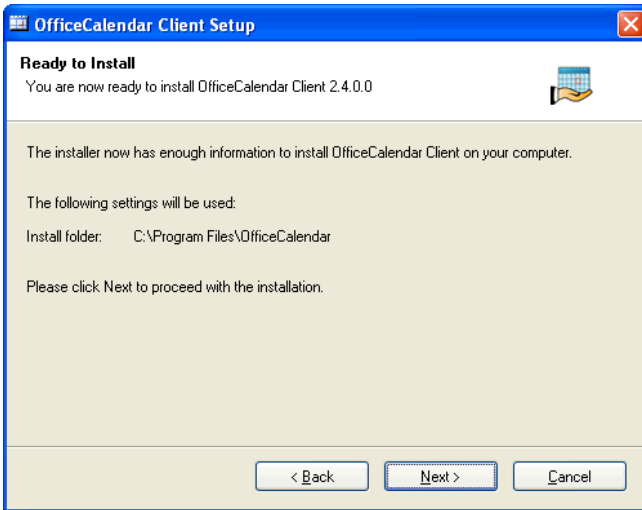 OfficeCalendar Client Setup
Ready to Install
You are now ready to install OfficeCalendar Client 2.4.0.0
The installer now has enough information to install OfficeCalendar Client on your computer.
The following settings will be used:
Install folder: C:\Program Files\OfficeCalendar
Please click Next to proceed with the installation.
< Back Next > Cancel